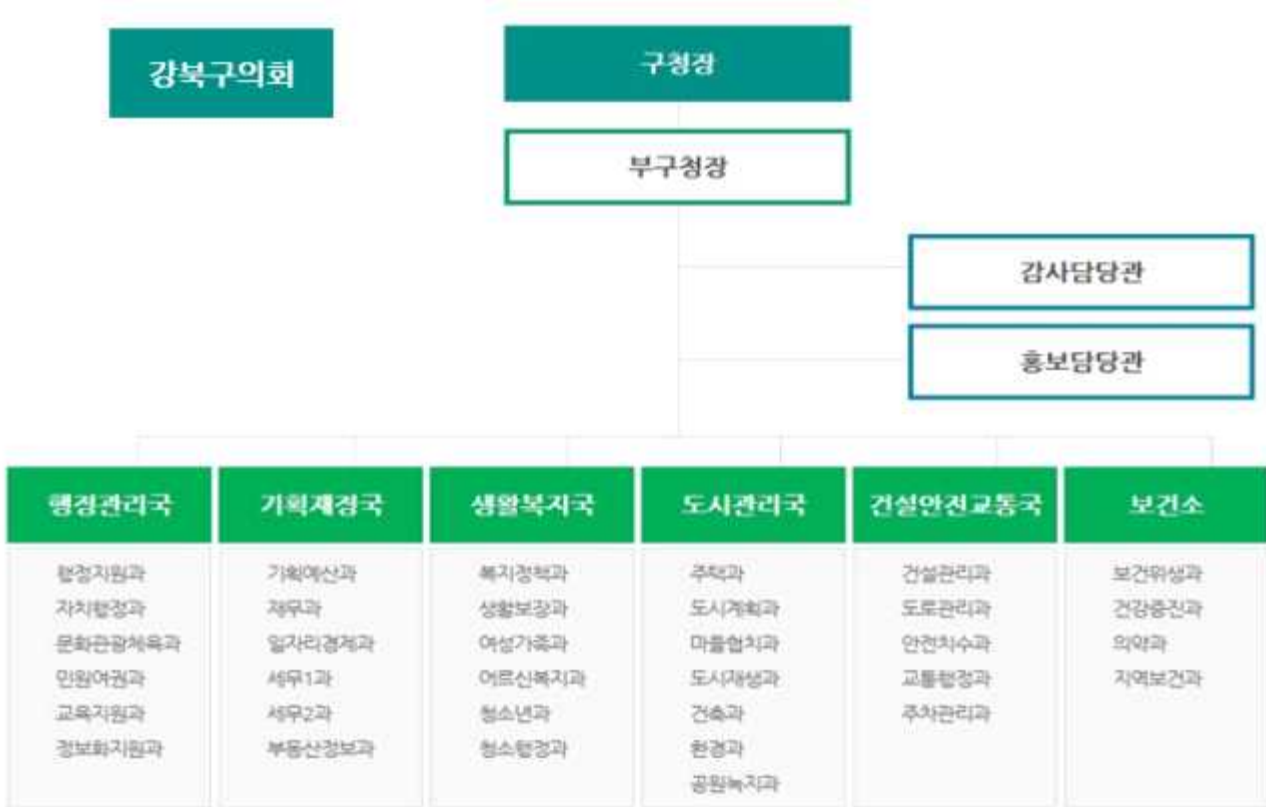 강북구의회
구청장
부구청장
감사담당관
홍보담당관
행정관리국
행정지원과
자치행정과
문화관광체육과
민원여권과
교육지원과
정보화지원과
기획재정국
기획예산과
재무과
일자리경제과
세무1과
세무2과
부동산정보과
생활복지국
복지정책과
생활보장과
여성가족과
어르신복지과
청소년과
청소행정과
도시관리국
주택과
도시계획과
마을협치과
도시재생과
건축과
환경과
공원녹지과
건설안전교통국
건설관리과
도로관리과
안전치수과
교통행정과
주차관리과
보건소
보건위생과
건강증진과
의약과
지역보건과